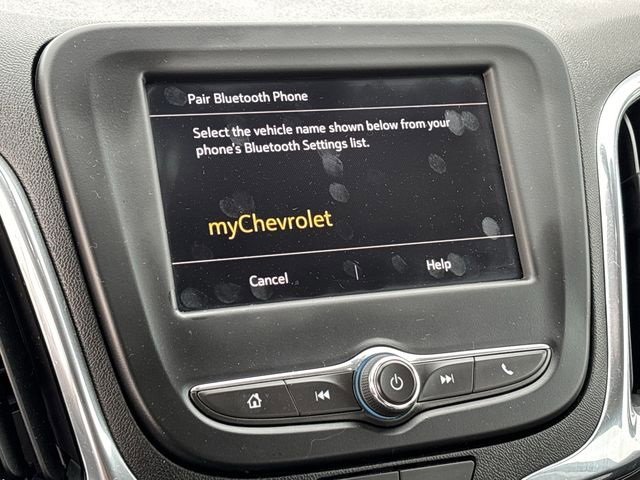 Pair Bluetooth Phone
Select the vehicle name shown below from your
phone's Bluetooth Settings list.
myChevrolet
Cancel | Help